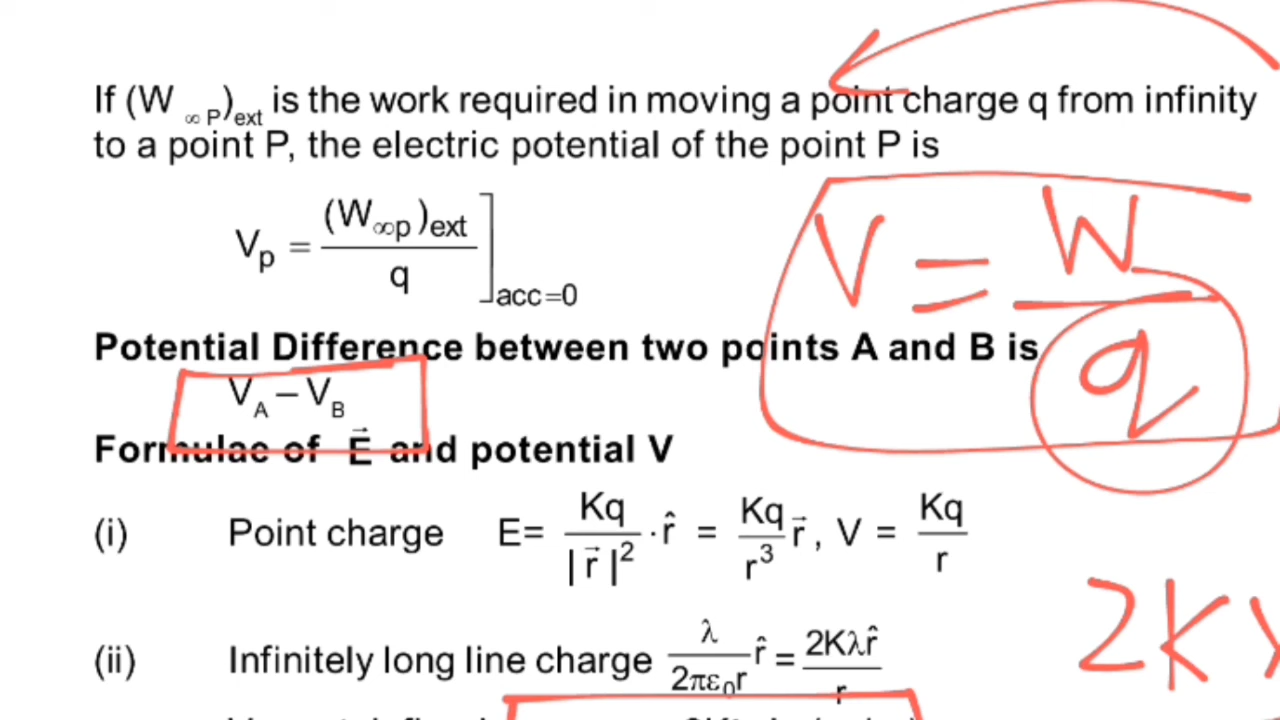 If (W ∞ P)ext is the work required in moving a point charge q from infinity
to a point P, the electric potential of the point P is
Vp = (W∞p)ext / q ]acc=0
V = W / q
Potential Difference between two points A and B is
VA – VB
Formulae of E⃗ and potential V
(i) Point charge E= Kq / |r⃗|² · r̂ = Kq / r³ r⃗, V = Kq / r
(ii) Infinitely long line charge λ / 2πε0r r̂ = 2Kλr̂ / r
2K